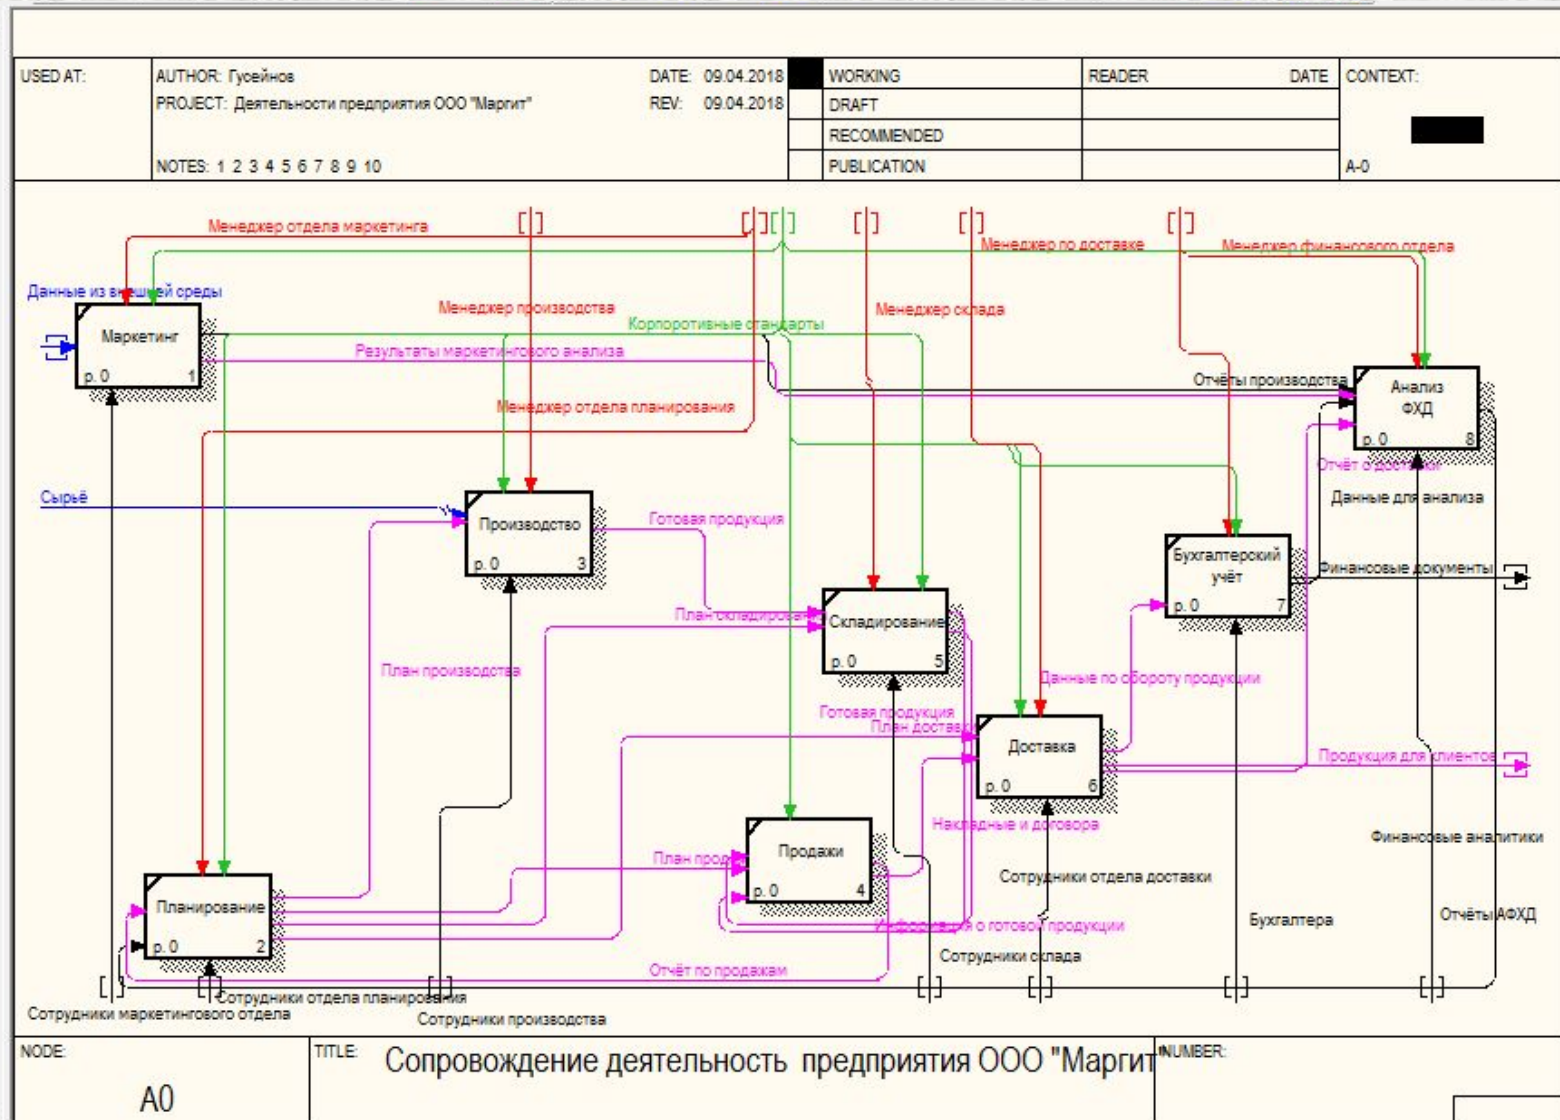 USED AT:
AUTHOR: Гусейнов
DATE: 09.04.2018
PROJECT: Деятельности предприятия ООО "Маргит"
REV: 09.04.2018
NOTES: 1 2 3 4 5 6 7 8 9 10
WORKING
DRAFT
RECOMMENDED
PUBLICATION
READER
DATE
CONTEXT:
A-0
Менеджер отдела маркетинга
Менеджер по доставке
Менеджер финансового отдела
Данные из внешней среды
Менеджер производства
Менеджер склада
Корпоротивные стандарты
Маркетинг
р. 0 1
Результаты маркетингового анализа
Отчёты производства
Анализ
ФХД
р. 0 8
Менеджер отдела планирования
Отчёт о доставки
Данные для анализа
Сырьё
Производство
р. 0 3
Готовая продукция
Бухгалтерский
учёт
р. 0 7
Финансовые документы
План складирования
Складирование
р. 0 5
План производства
Данные по обороту продукции
Готовая продукция
План доставки
Доставка
р. 0 6
Продукция для клиентов
Накладные и договора
Финансовые аналитики
План прод
Продажи
р. 0 4
Сотрудники отдела доставки
Планирование
р. 0 2
Бухгалтера
Отчёты АФХД
Информация о готовой продукции
Сотрудники склада
Отчёт по продажам
Сотрудники отдела планирования
Сотрудники маркетингового отдела
Сотрудники производства
NODE:
A0
TITLE:
Сопровождение деятельность предприятия ООО "Маргит"
NUMBER: